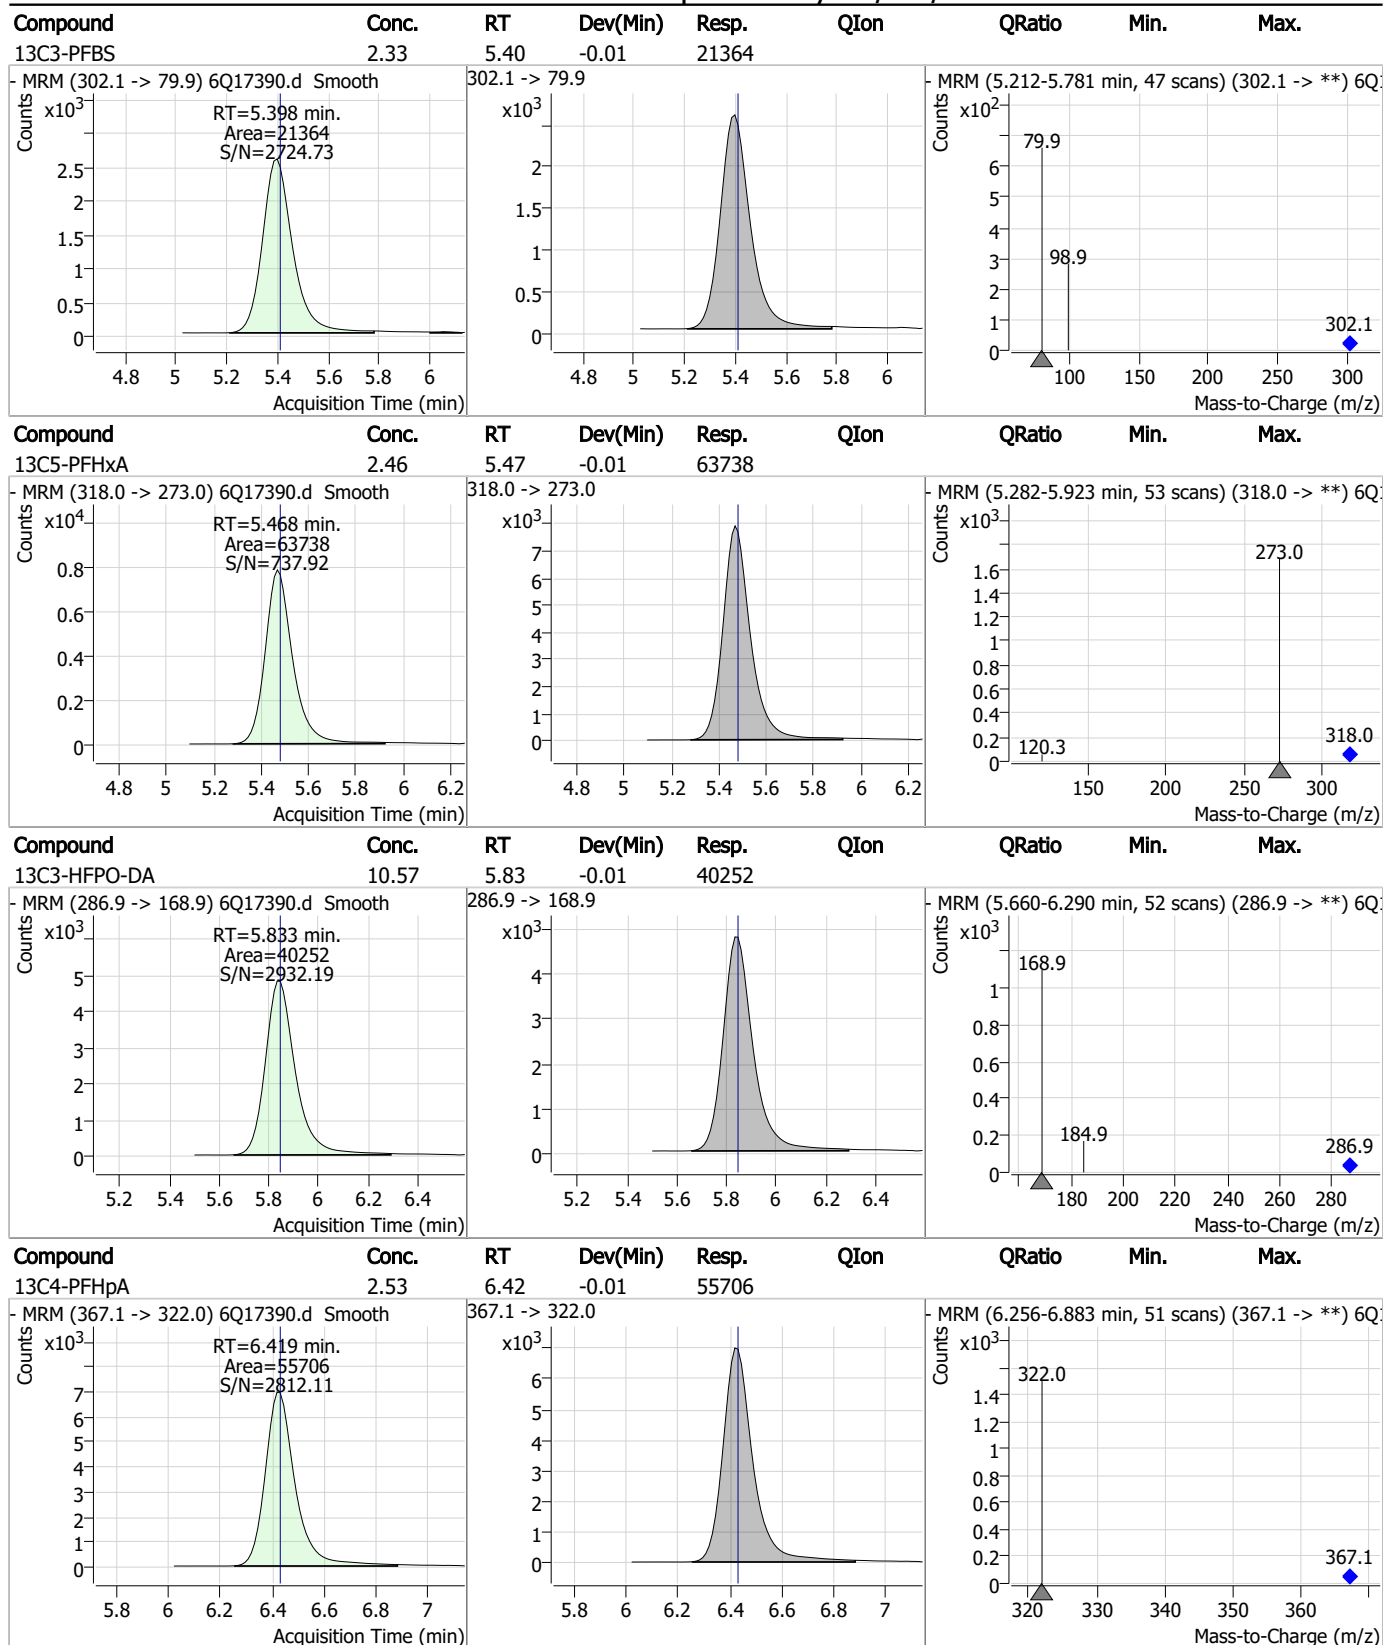 Compound Conc. RT Dev(Min) Resp. QIon QRatio Min. Max.
13C3-PFBS 2.33 5.40 -0.01 21364
- MRM (302.1 -> 79.9) 6Q17390.d Smooth
Counts
x10³
RT=5.398 min.
Area=21364
S/N=2724.73
2.5
2
1.5
1
0.5
0
4.8 5 5.2 5.4 5.6 5.8 6
Acquisition Time (min)
302.1 -> 79.9
x10³
2
1.5
1
0.5
0
4.8 5 5.2 5.4 5.6 5.8 6
- MRM (5.212-5.781 min, 47 scans) (302.1 -> **) 6Q1
Counts
x10²
79.9
98.9
302.1
6
5
4
3
2
1
0
100 150 200 250 300
Mass-to-Charge (m/z)
Compound Conc. RT Dev(Min) Resp. QIon QRatio Min. Max.
13C5-PFHxA 2.46 5.47 -0.01 63738
- MRM (318.0 -> 273.0) 6Q17390.d Smooth
Counts
x10⁴
RT=5.468 min.
Area=63738
S/N=737.92
0.8
0.6
0.4
0.2
0
4.8 5 5.2 5.4 5.6 5.8 6 6.2
Acquisition Time (min)
318.0 -> 273.0
x10³
7
6
5
4
3
2
1
0
4.8 5 5.2 5.4 5.6 5.8 6 6.2
- MRM (5.282-5.923 min, 53 scans) (318.0 -> **) 6Q1
Counts
x10³
273.0
120.3
318.0
1.6
1.4
1.2
1
0.8
0.6
0.4
0.2
0
150 200 250 300
Mass-to-Charge (m/z)
Compound Conc. RT Dev(Min) Resp. QIon QRatio Min. Max.
13C3-HFPO-DA 10.57 5.83 -0.01 40252
- MRM (286.9 -> 168.9) 6Q17390.d Smooth
Counts
x10³
RT=5.833 min.
Area=40252
S/N=2932.19
5
4
3
2
1
0
5.2 5.4 5.6 5.8 6 6.2 6.4
Acquisition Time (min)
286.9 -> 168.9
x10³
4
3
2
1
0
5.2 5.4 5.6 5.8 6 6.2 6.4
- MRM (5.660-6.290 min, 52 scans) (286.9 -> **) 6Q1
Counts
x10³
168.9
184.9
286.9
1
0.8
0.6
0.4
0.2
0
180 200 220 240 260 280
Mass-to-Charge (m/z)
Compound Conc. RT Dev(Min) Resp. QIon QRatio Min. Max.
13C4-PFHpA 2.53 6.42 -0.01 55706
- MRM (367.1 -> 322.0) 6Q17390.d Smooth
Counts
x10³
RT=6.419 min.
Area=55706
S/N=2812.11
7
6
5
4
3
2
1
0
5.8 6 6.2 6.4 6.6 6.8 7
Acquisition Time (min)
367.1 -> 322.0
x10³
6
5
4
3
2
1
0
5.8 6 6.2 6.4 6.6 6.8 7
- MRM (6.256-6.883 min, 51 scans) (367.1 -> **) 6Q1
Counts
x10³
322.0
367.1
1.4
1.2
1
0.8
0.6
0.4
0.2
0
320 330 340 350 360
Mass-to-Charge (m/z)